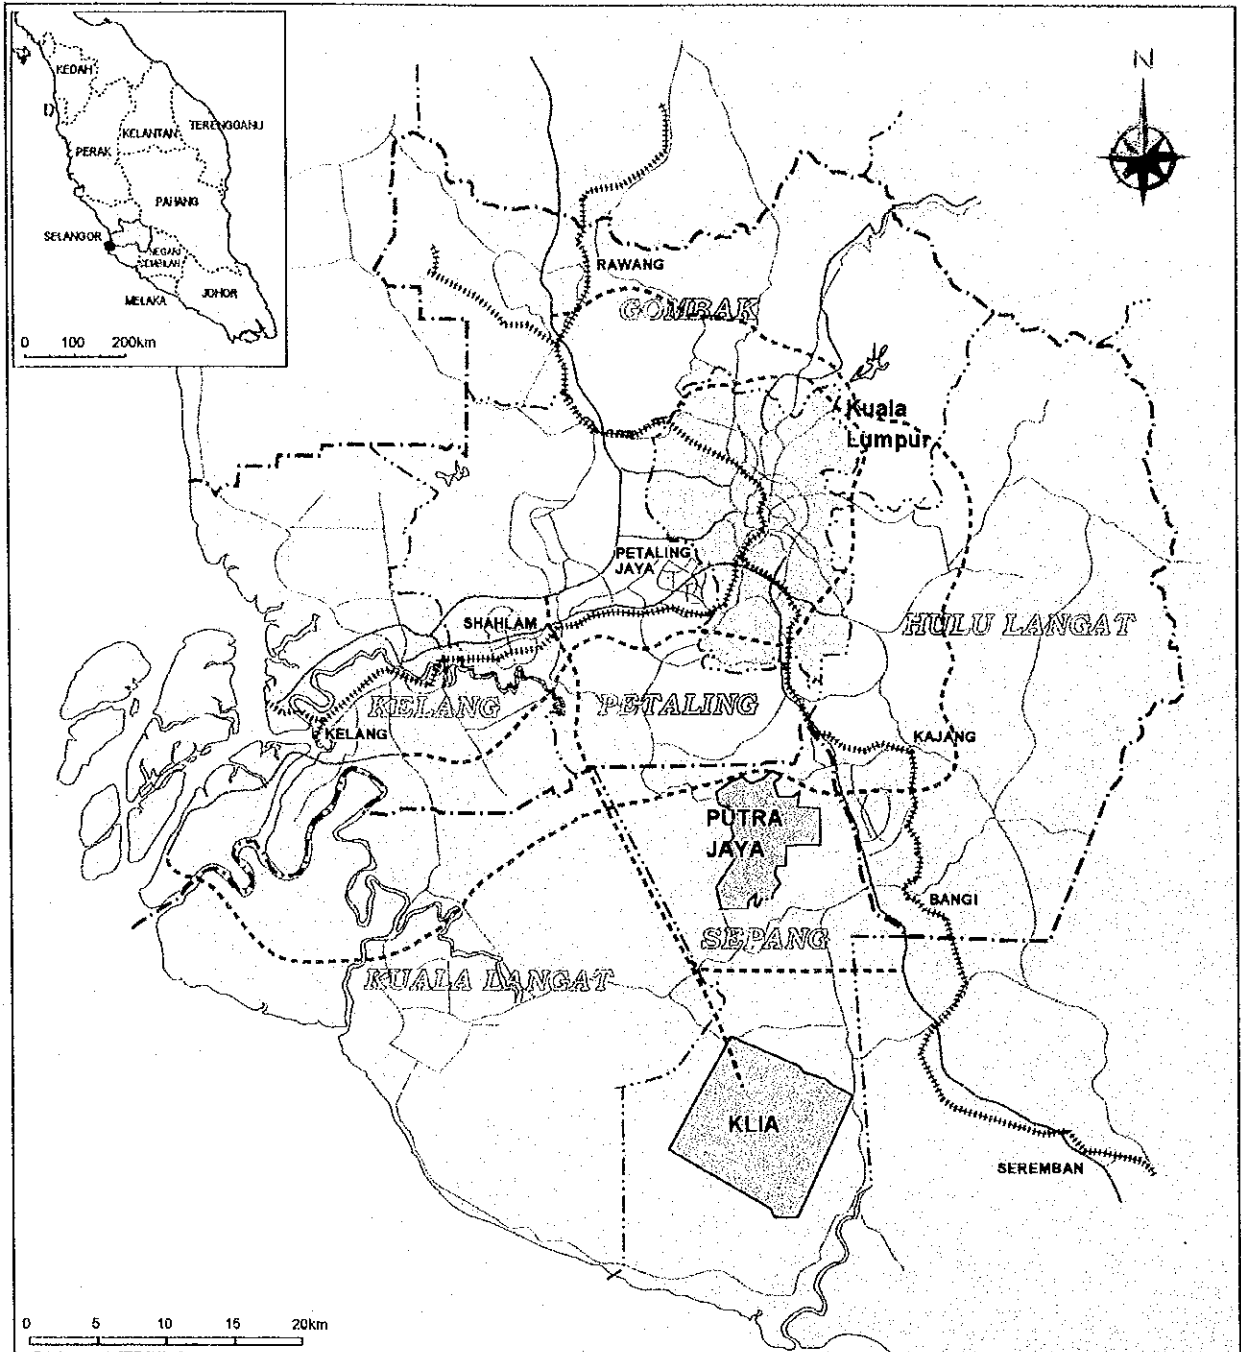 KEDAH
KELANTAN
TERENGGANU
PERAK
PAHANG
SELANGOR
NEGARI
SEMBILAN
MELAKA
JOHOR
0 100 200km
N
RAWANG
GOMBAK
Kuala
Lumpur
PETALING
JAYA
SHAHLAM
HULU LANGAT
KELANG
PETALING
KELANG
KAJANG
PUTRA
JAYA
BANGI
SEPANG
KUALA LANGAT
KLIA
SEREMBAN
0 5 10 15 20km